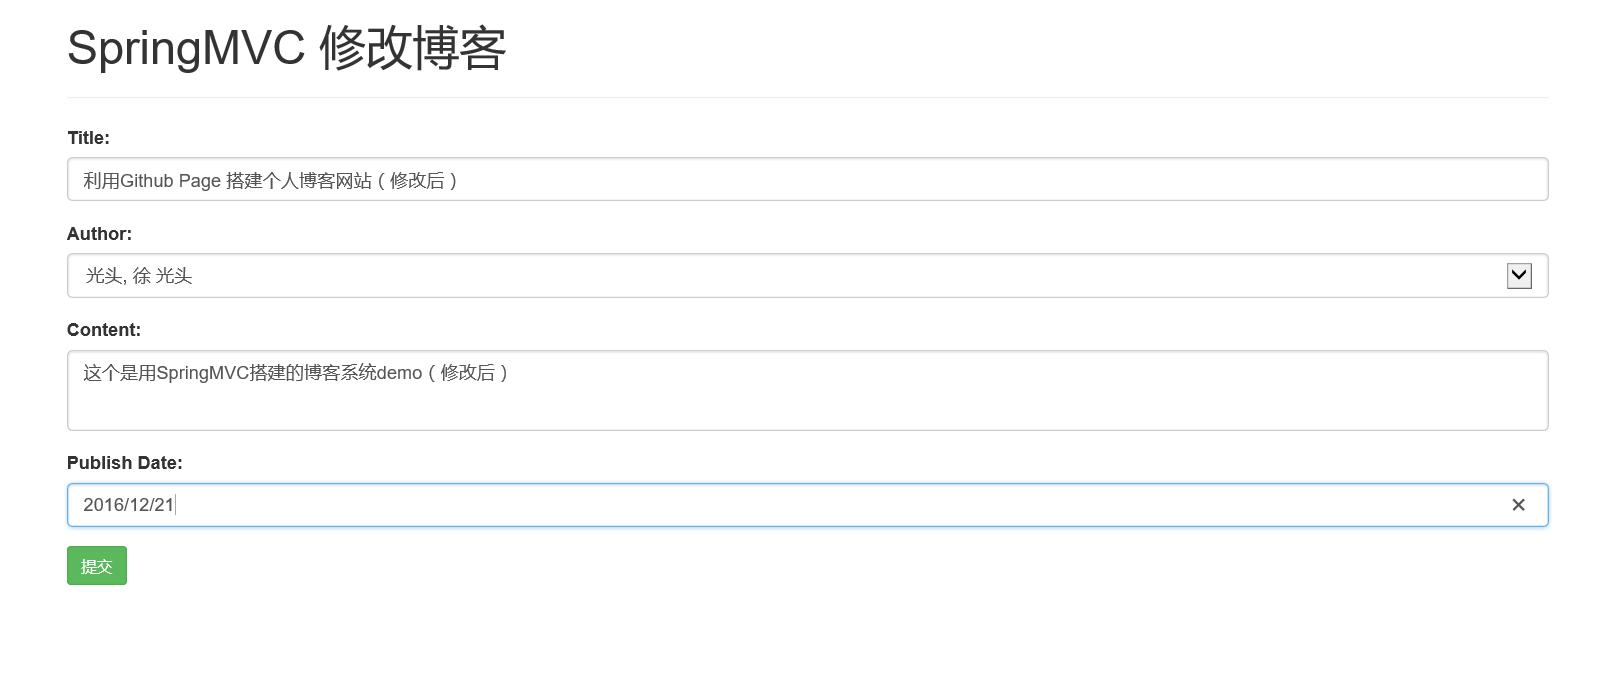 SpringMVC 修改博客
Title:
利用Github Page 搭建个人博客网站（修改后）
Author:
光头, 徐 光头
Content:
这个是用SpringMVC搭建的博客系统demo（修改后）
Publish Date:
2016/12/21
提交